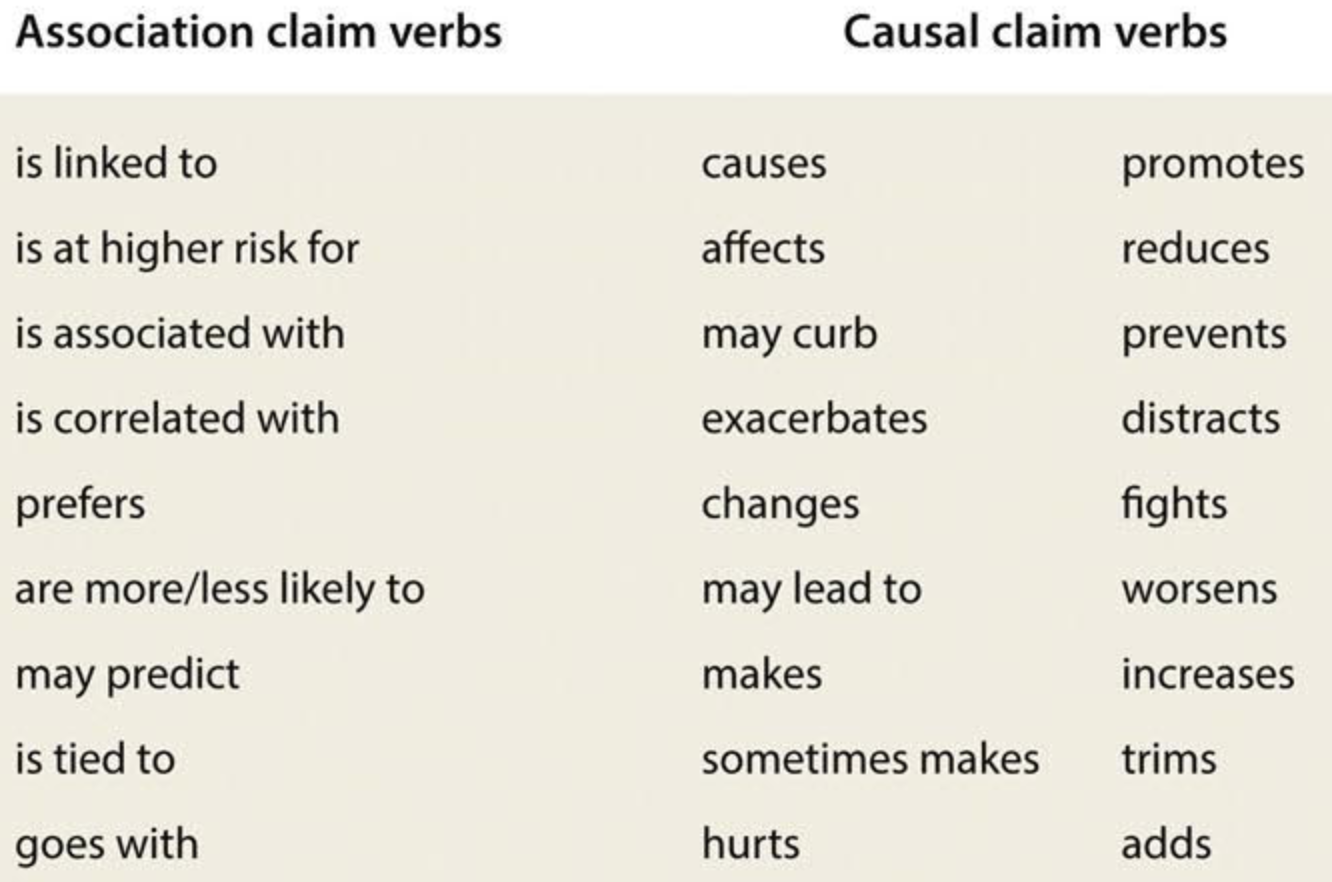 Association claim verbs Causal claim verbs
is linked to causes promotes
is at higher risk for affects reduces
is associated with may curb prevents
is correlated with exacerbates distracts
prefers changes fights
are more/less likely to may lead to worsens
may predict makes increases
is tied to sometimes makes trims
goes with hurts adds